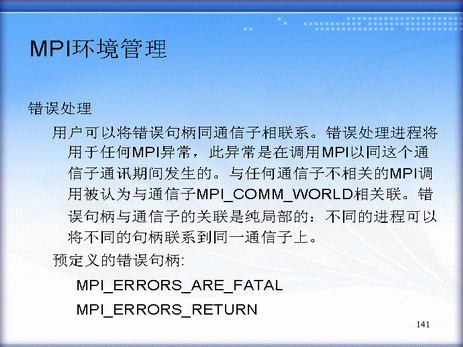 MPI环境管理
错误处理
用户可以将错误句柄同通信子相联系。错误处理进程将
用于任何MPI异常，此异常是在调用MPI以同这个通
信子通讯期间发生的。与任何通信子不相关的MPI调
用被认为与通信子MPI_COMM_WORLD相关联。错
误句柄与通信子的关联是纯局部的：不同的进程可以
将不同的句柄联系到同一通信子上。
预定义的错误句柄:
MPI_ERRORS_ARE_FATAL
MPI_ERRORS_RETURN
141